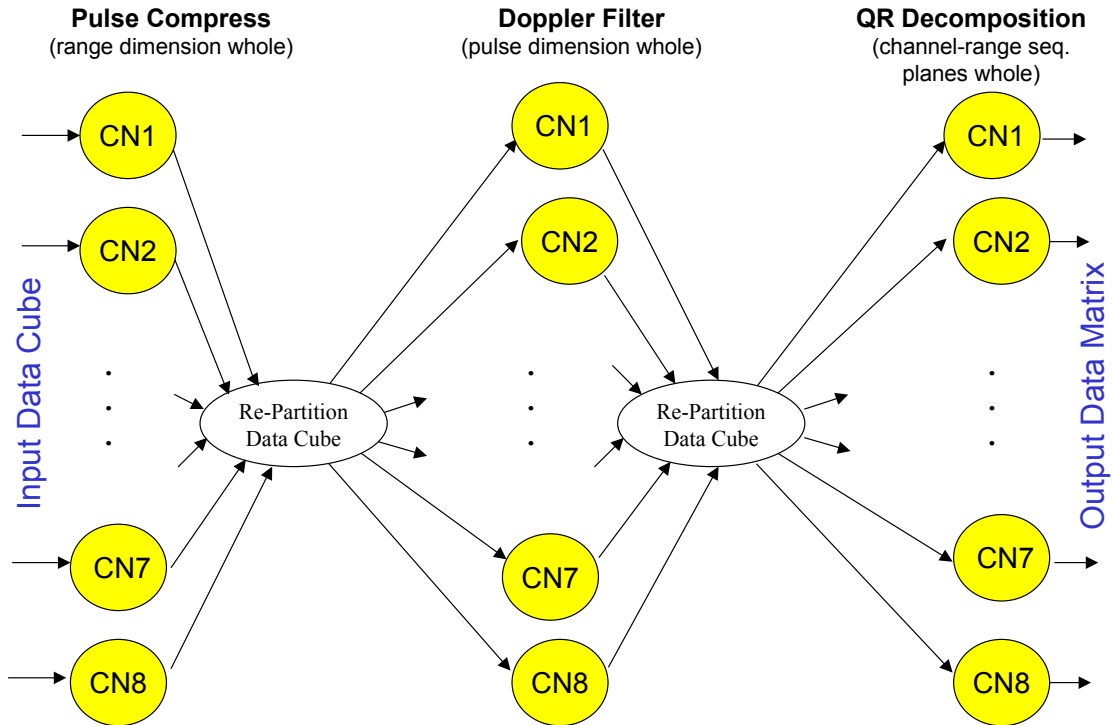 Pulse Compress
(range dimension whole)
Doppler Filter
(pulse dimension whole)
QR Decomposition
(channel-range seq.
planes whole)
CN1
CN1
CN1
CN2
CN2
CN2
Input Data Cube
Re-Partition
Data Cube
Re-Partition
Data Cube
Output Data Matrix
CN7
CN7
CN7
CN8
CN8
CN8